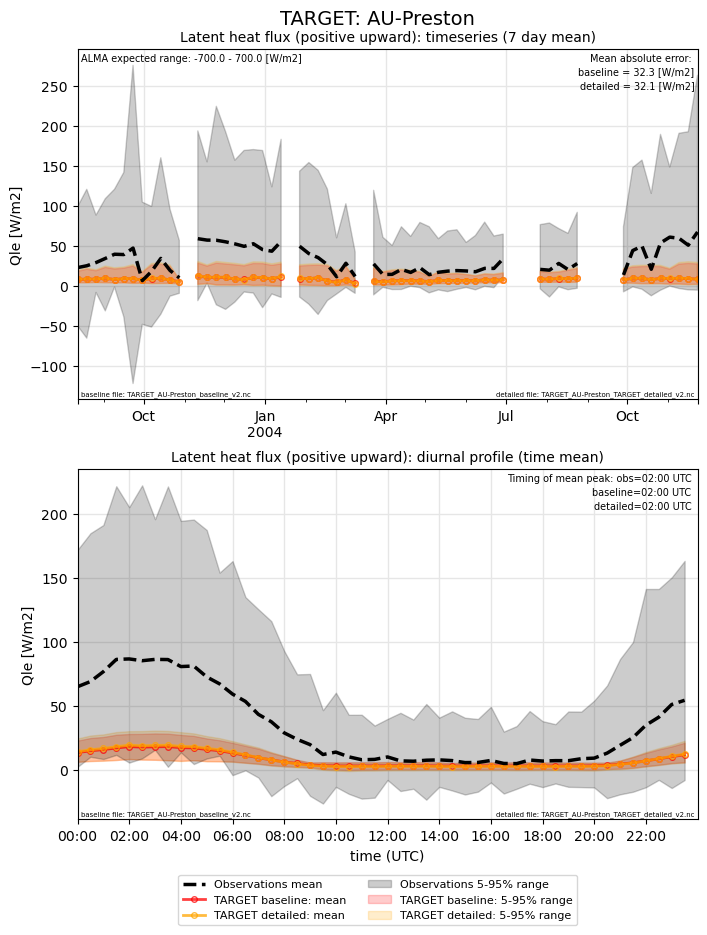 TARGET: AU-Preston
Latent heat flux (positive upward): timeseries (7 day mean)
ALMA expected range: -700.0 - 700.0 [W/m2]
Mean absolute error:
baseline = 32.3 [W/m2]
detailed = 32.1 [W/m2]
250
200
150
100
50
0
−50
−100
Qle [W/m2]
baseline file: TARGET_AU-Preston_baseline_v2.nc
detailed file: TARGET_AU-Preston_TARGET_detailed_v2.nc
Oct
Jan
Apr
Jul
Oct
2004
Latent heat flux (positive upward): diurnal profile (time mean)
Timing of mean peak: obs=02:00 UTC
baseline=02:00 UTC
detailed=02:00 UTC
200
150
100
50
0
Qle [W/m2]
baseline file: TARGET_AU-Preston_baseline_v2.nc
detailed file: TARGET_AU-Preston_TARGET_detailed_v2.nc
00:00 02:00 04:00 06:00 08:00 10:00 12:00 14:00 16:00 18:00 20:00 22:00
time (UTC)
Observations mean
TARGET baseline: mean
TARGET detailed: mean
Observations 5-95% range
TARGET baseline: 5-95% range
TARGET detailed: 5-95% range